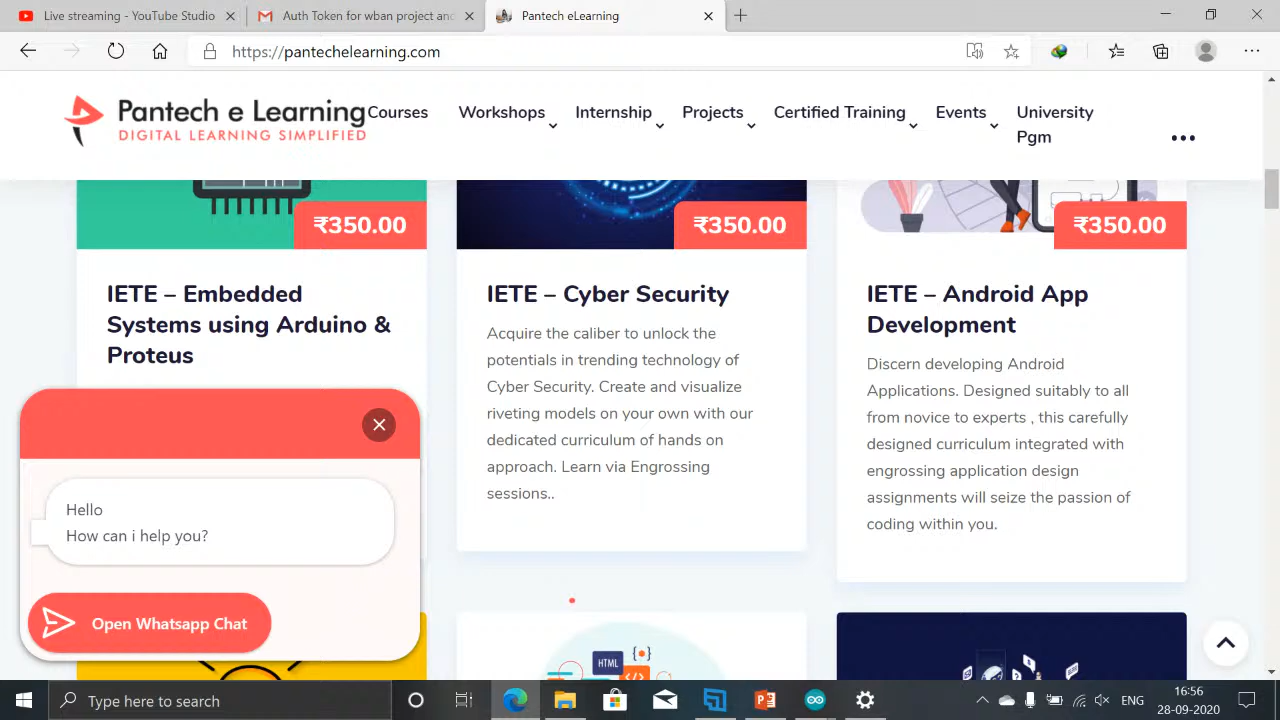 Live streaming - YouTube Studio
Auth Token for wban project and
Pantech eLearning
https://pantechelearning.com
Pantech e Learning
DIGITAL LEARNING SIMPLIFIED
Courses
Workshops
Internship
Projects
Certified Training
Events
University
Pgm
₹350.00
₹350.00
₹350.00
IETE – Embedded
Systems using Arduino &
Proteus
IETE – Cyber Security
Acquire the caliber to unlock the
potentials in trending technology of
Cyber Security. Create and visualize
riveting models on your own with our
dedicated curriculum of hands on
approach. Learn via Engrossing
sessions..
IETE – Android App
Development
Discern developing Android
Applications. Designed suitably to all
from novice to experts , this carefully
designed curriculum integrated with
engrossing application design
assignments will seize the passion of
coding within you.
Hello
How can i help you?
Open Whatsapp Chat
HTML
Type here to search
ENG
16:56
28-09-2020